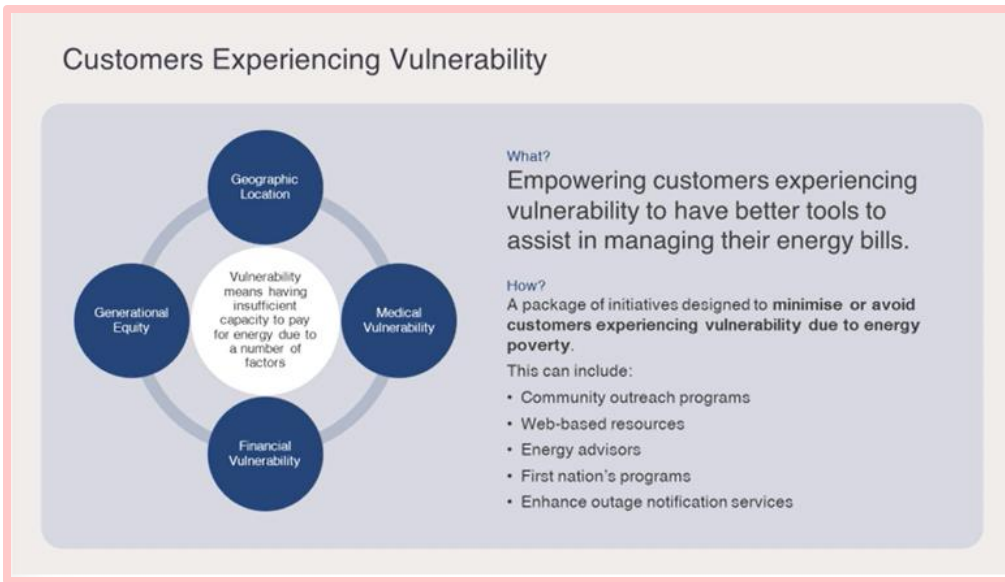 Customers Experiencing Vulnerability
Geographic
Location
Generational
Equity
Vulnerability
means having
insufficient
capacity to pay
for energy due to
a number of
factors
Medical
Vulnerability
Financial
Vulnerability
What?
Empowering customers experiencing
vulnerability to have better tools to
assist in managing their energy bills.
How?
A package of initiatives designed to minimise or avoid
customers experiencing vulnerability due to energy
poverty.
This can include:
• Community outreach programs
• Web-based resources
• Energy advisors
• First nation's programs
• Enhance outage notification services